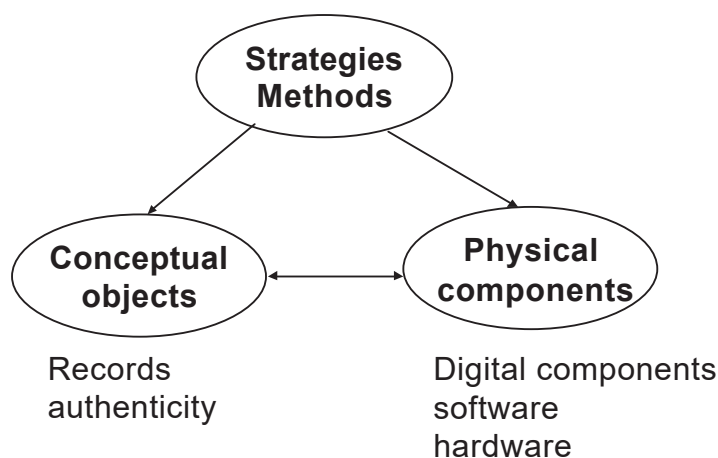 Strategies
Methods
Conceptual
objects
Physical
components
Records
authenticity
Digital components
software
hardware